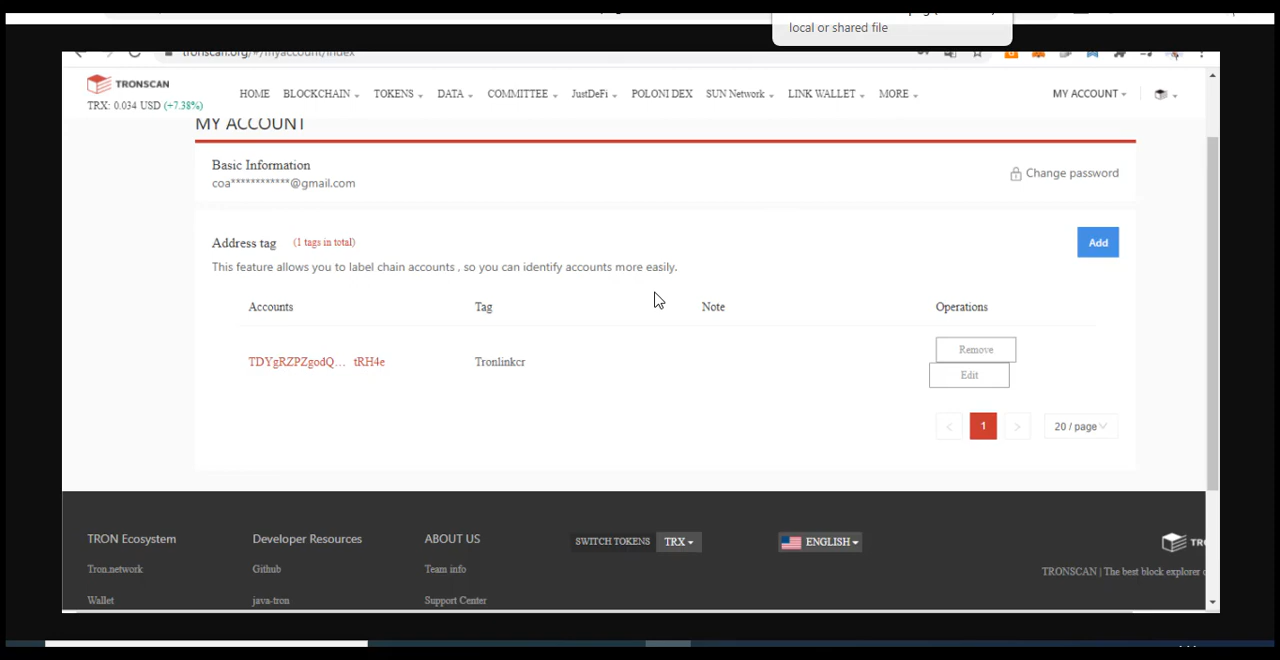 local or shared file
tronscan.org/#/myaccount/index
TRONSCAN
TRX: 0.034 USD (+7.38%)
HOME BLOCKCHAIN TOKENS DATA COMMITTEE JustDeFi POLONI DEX SUN Network LINK WALLET MORE MY ACCOUNT
MY ACCOUNT
Basic Information
coa************@gmail.com
Change password
Address tag (1 tags in total)
Add
This feature allows you to label chain accounts , so you can identify accounts more easily.
Accounts Tag Note Operations
TDYgRZPZgodQ... tRH4e Tronlinkcr
Remove
Edit
< 1 > 20 / page
TRON Ecosystem Developer Resources ABOUT US SWITCH TOKENS TRX ENGLISH TR
Tron.network Github Team info
TRONSCAN | The best block explorer
Wallet java-tron Support Center